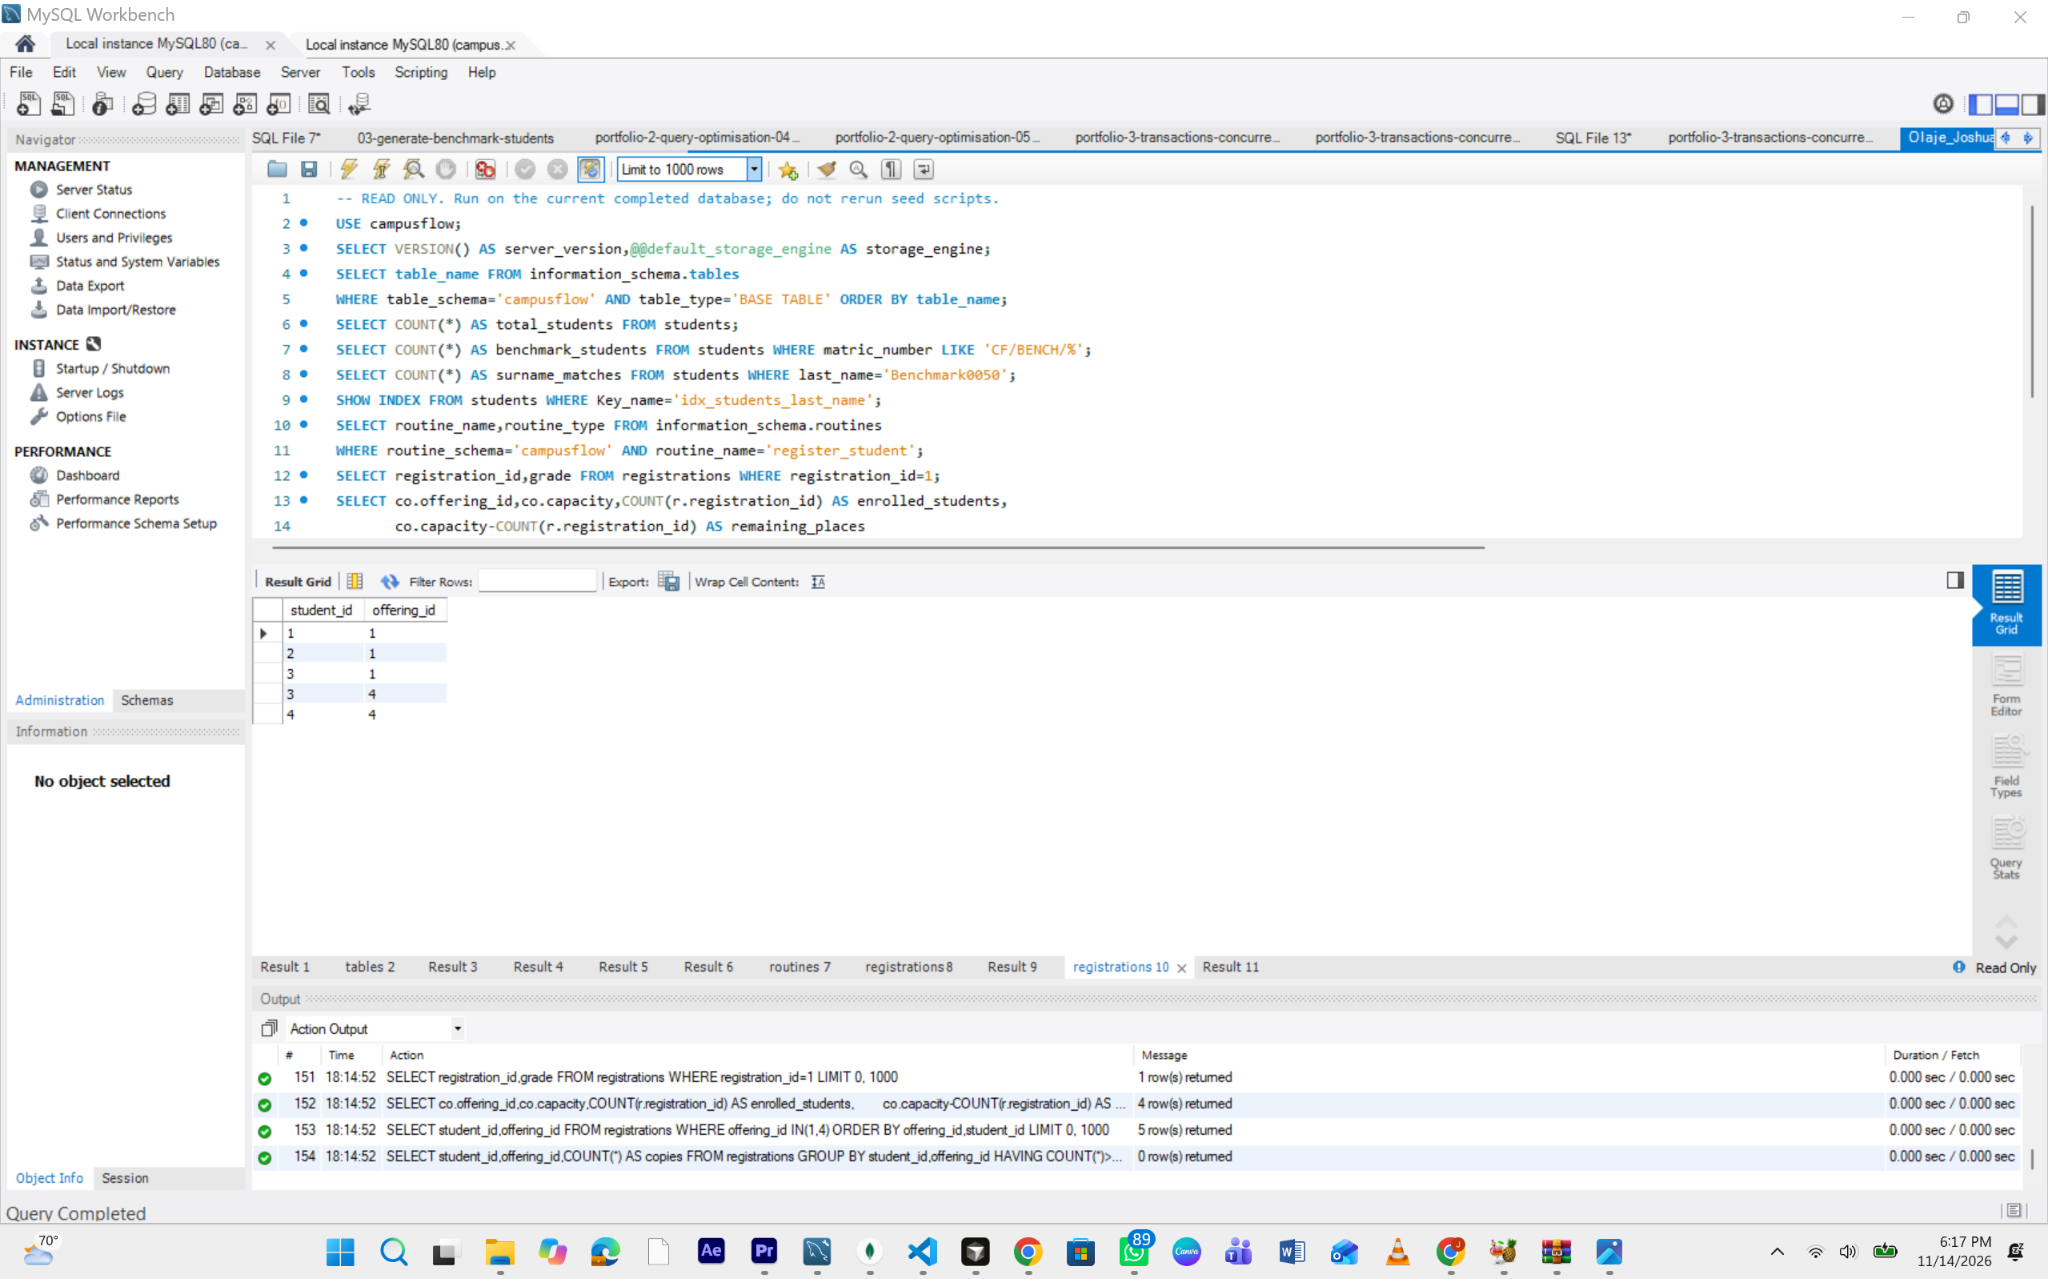 MySQL Workbench
Local instance MySQL80 (ca...
Local instance MySQL80 (campus.
File Edit View Query Database Server Tools Scripting Help
Navigator
SQL File 7*
03-generate-benchmark-students
portfolio-2-query-optimisation-04...
portfolio-2-query-optimisation-05...
portfolio-3-transactions-concurre...
portfolio-3-transactions-concurre...
SQL File 13*
portfolio-3-transactions-concurre...
Olaje_Joshua
MANAGEMENT
Server Status
Client Connections
Users and Privileges
Status and System Variables
Data Export
Data Import/Restore
INSTANCE
Startup / Shutdown
Server Logs
Options File
PERFORMANCE
Dashboard
Performance Reports
Performance Schema Setup
Administration Schemas
Information
No object selected
Object Info Session
Query Completed
Limit to 1000 rows
1 -- READ ONLY. Run on the current completed database; do not rerun seed scripts.
2 USE campusflow;
3 SELECT VERSION() AS server_version,@@default_storage_engine AS storage_engine;
4 SELECT table_name FROM information_schema.tables
5 WHERE table_schema='campusflow' AND table_type='BASE TABLE' ORDER BY table_name;
6 SELECT COUNT(*) AS total_students FROM students;
7 SELECT COUNT(*) AS benchmark_students FROM students WHERE matric_number LIKE 'CF/BENCH/%';
8 SELECT COUNT(*) AS surname_matches FROM students WHERE last_name='Benchmark0050';
9 SHOW INDEX FROM students WHERE Key_name='idx_students_last_name';
10 SELECT routine_name,routine_type FROM information_schema.routines
11 WHERE routine_schema='campusflow' AND routine_name='register_student';
12 SELECT registration_id,grade FROM registrations WHERE registration_id=1;
13 SELECT co.offering_id,co.capacity,COUNT(r.registration_id) AS enrolled_students,
14 co.capacity-COUNT(r.registration_id) AS remaining_places
Result Grid Filter Rows: Export: Wrap Cell Content:
student_id offering_id
1 1
2 1
3 1
3 4
4 4
Result Grid
Form Editor
Field Types
Query Stats
Result 1 tables 2 Result 3 Result 4 Result 5 Result 6 routines 7 registrations8 Result 9 registrations 10 Result 11
Read Only
Output
Action Output
# Time Action Message Duration / Fetch
151 18:14:52 SELECT registration_id,grade FROM registrations WHERE registration_id=1 LIMIT 0, 1000 1 row(s) returned 0.000 sec / 0.000 sec
152 18:14:52 SELECT co.offering_id,co.capacity,COUNT(r.registration_id) AS enrolled_students, co.capacity-COUNT(r.registration_id) AS ... 4 row(s) returned 0.000 sec / 0.000 sec
153 18:14:52 SELECT student_id,offering_id FROM registrations WHERE offering_id IN(1,4) ORDER BY offering_id,student_id LIMIT 0, 1000 5 row(s) returned 0.000 sec / 0.000 sec
154 18:14:52 SELECT student_id,offering_id,COUNT(*) AS copies FROM registrations GROUP BY student_id,offering_id HAVING COUNT(*)>... 0 row(s) returned 0.000 sec / 0.000 sec
70°
Ae
Pr
89
Canva
6:17 PM
11/14/2026